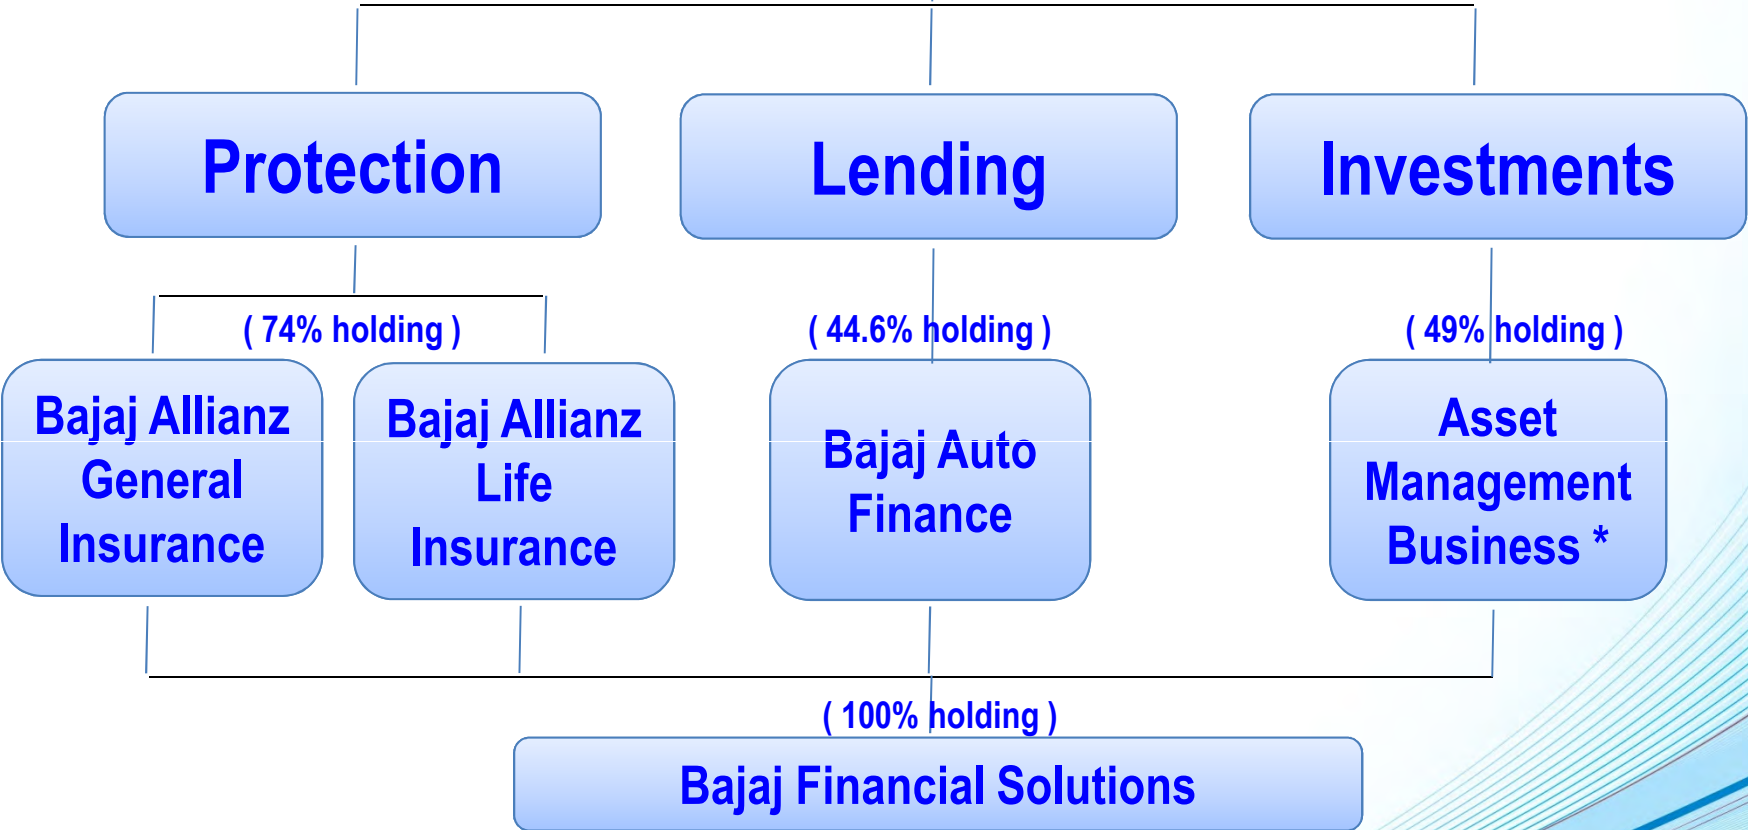 Protection
Lending
Investments
( 74% holding )
( 44.6% holding )
( 49% holding )
Bajaj Allianz
General
Insurance
Bajaj Allianz
Life
Insurance
Bajaj Auto
Finance
Asset
Management
Business *
( 100% holding )
Bajaj Financial Solutions